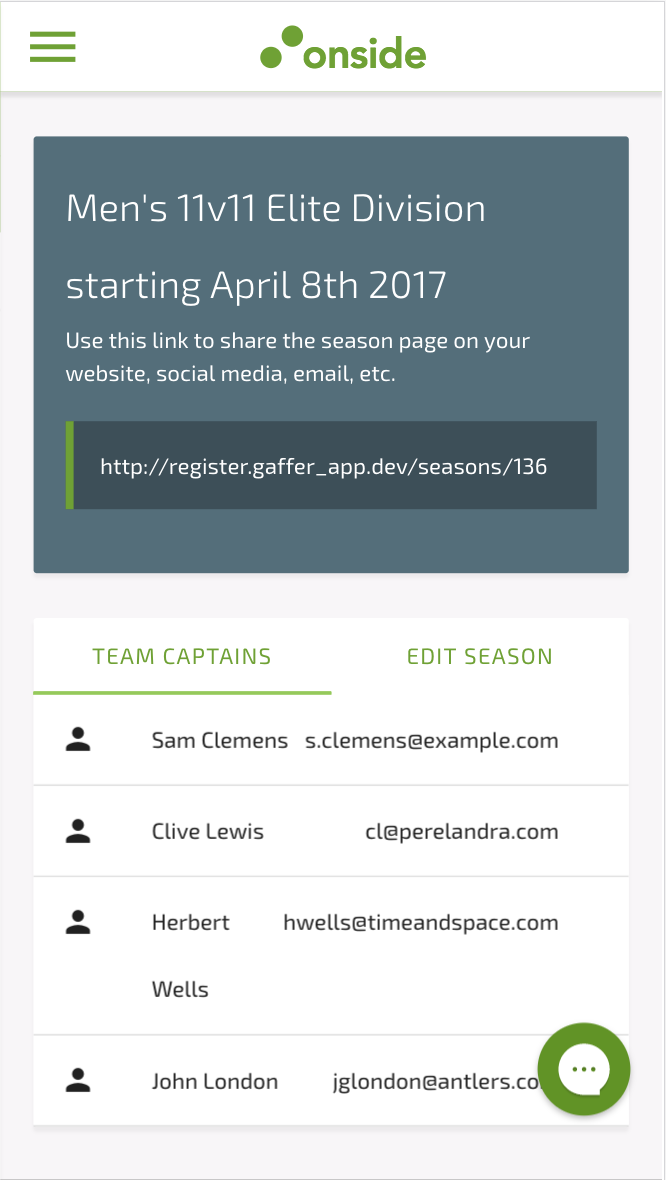 onside
Men's 11v11 Elite Division
starting April 8th 2017
Use this link to share the season page on your
website, social media, email, etc.
http://register.gaffer_app.dev/seasons/136
TEAM CAPTAINS EDIT SEASON
Sam Clemens s.clemens@example.com
Clive Lewis cl@perelandra.com
Herbert hwells@timeandspace.com
Wells
John London jglondon@antlers.co